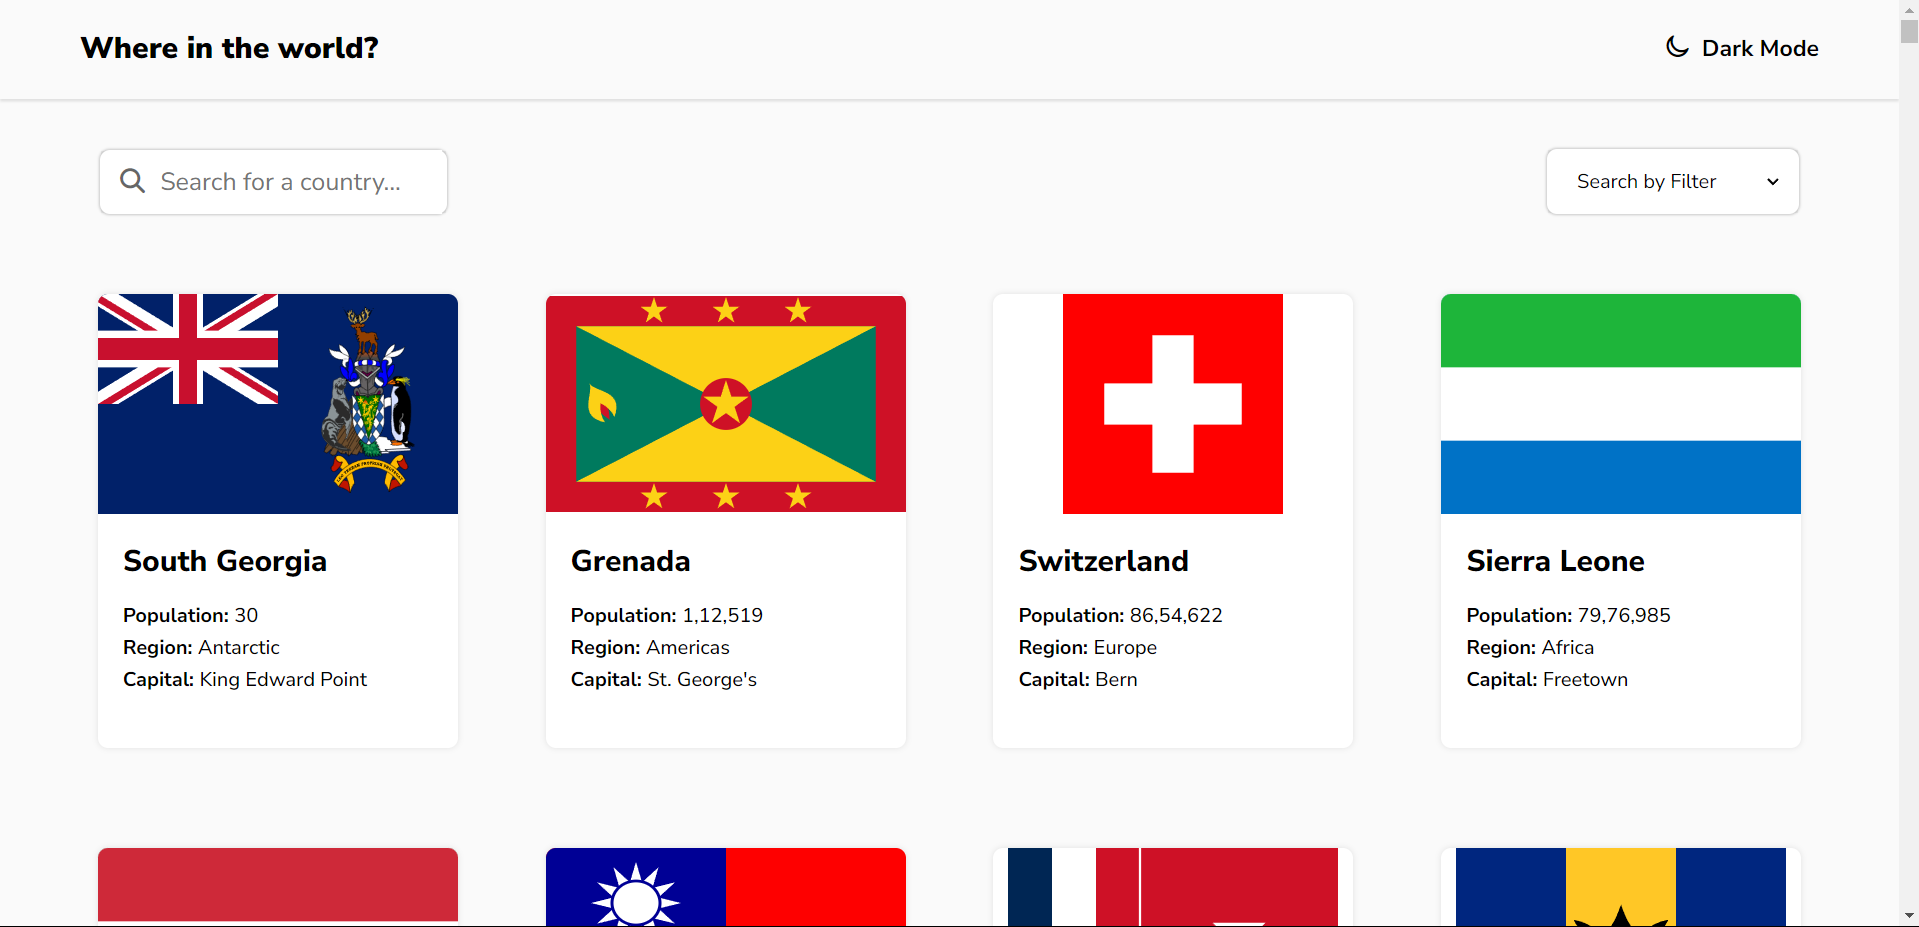 Where in the world?
Dark Mode
Search for a country...
Search by Filter
South Georgia
Population: 30
Region: Antarctic
Capital: King Edward Point
Grenada
Population: 1,12,519
Region: Americas
Capital: St. George's
Switzerland
Population: 86,54,622
Region: Europe
Capital: Bern
Sierra Leone
Population: 79,76,985
Region: Africa
Capital: Freetown